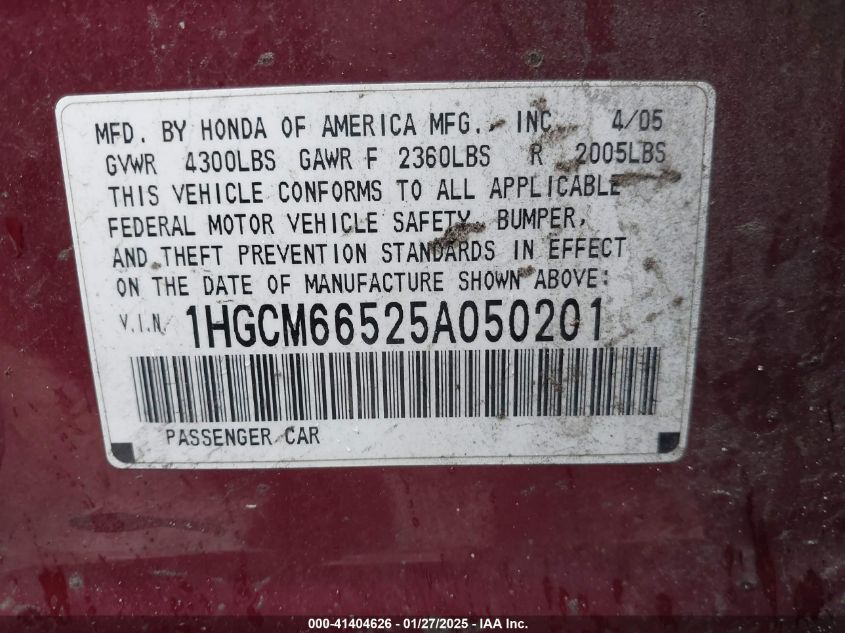 MFD. BY HONDA OF AMERICA MFG., INC. 4/05
GVWR 4300LBS GAWR F 2360LBS R 2005LBS
THIS VEHICLE CONFORMS TO ALL APPLICABLE
FEDERAL MOTOR VEHICLE SAFETY, BUMPER,
AND THEFT PREVENTION STANDARDS IN EFFECT
ON THE DATE OF MANUFACTURE SHOWN ABOVE:
V.I.N. 1HGCM66525A050201
PASSENGER CAR
000-41404626 - 01/27/2025 - IAA Inc.